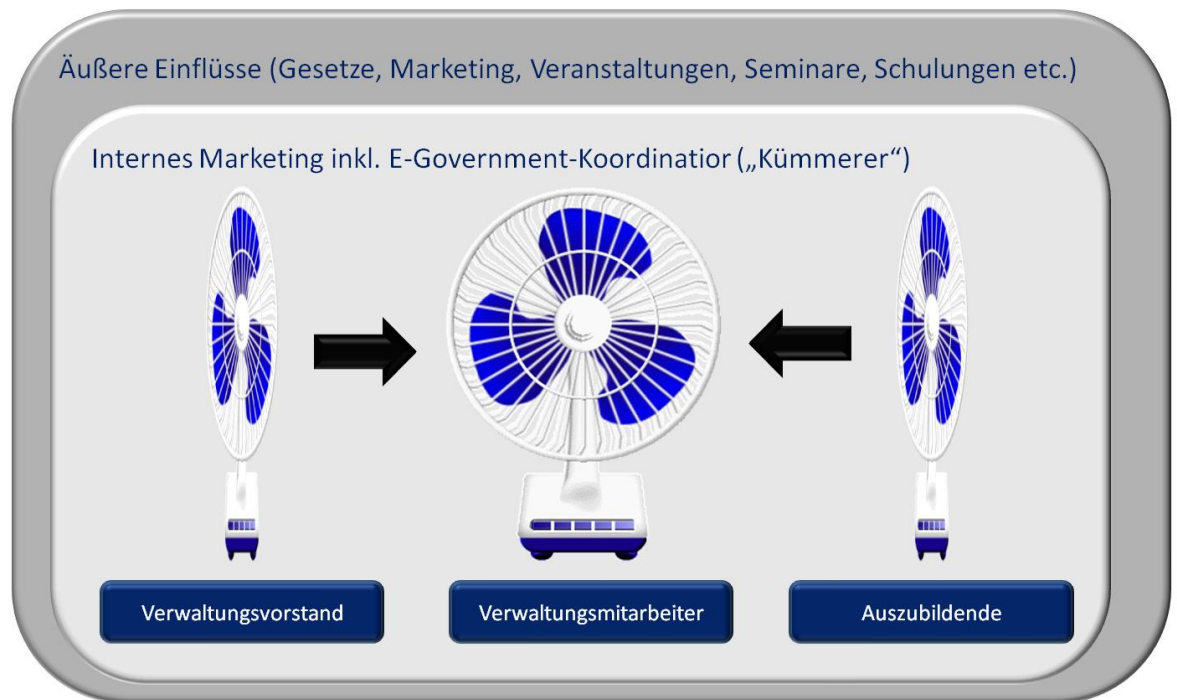 Äußere Einflüsse (Gesetze, Marketing, Veranstaltungen, Seminare, Schulungen etc.)
Internes Marketing inkl. E-Government-Koordinatior („Kümmerer“)
Verwaltungsvorstand
Verwaltungsmitarbeiter
Auszubildende